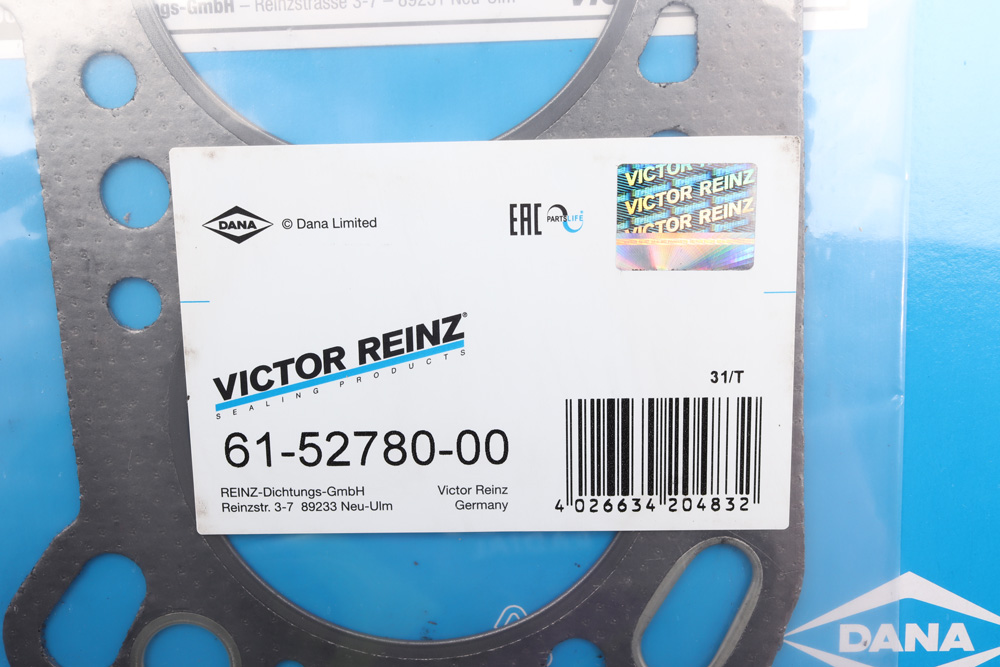 ngs-GmbH – Reinzstrasse 3-7 – 89231 Neu-Ulm
DANA © Dana Limited
EAC PARTSLIFE®
VICTOR REINZ
VICTOR REINZ
VICTOR REINZ
VICTOR REINZ®
SEALING PRODUCTS
31/T
61-52780-00
REINZ-Dichtungs-GmbH Victor Reinz
Reinzstr. 3-7 89233 Neu-Ulm Germany
4 026634 204832
DANA